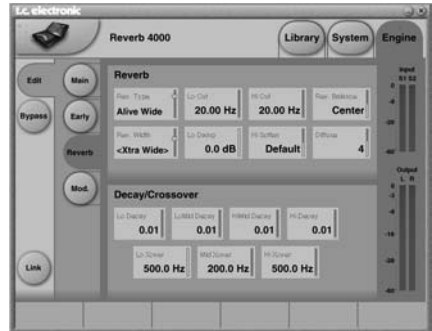 t.c. electronic
Reverb 4000
Library
System
Engine
Edit
Bypass
Link
Main
Early
Reverb
Mod.
Reverb
Rev. Type
Alive Wide
Lo Cut
20.00 Hz
Hi Cut
20.00 Hz
Rev. Balance
Center
Rev. Width
<Xtra Wide>
Lo Damp
0.0 dB
Hi Soften
Default
Diffuse
4
Decay/Crossover
Lo Decay
0.01
LoMid Decay
0.01
HiMid Decay
0.01
Hi Decay
0.01
Lo Xover
500.0 Hz
Mid Xover
200.0 Hz
Hi Xover
500.0 Hz
Input
S1 S2
0
Output
L R
0